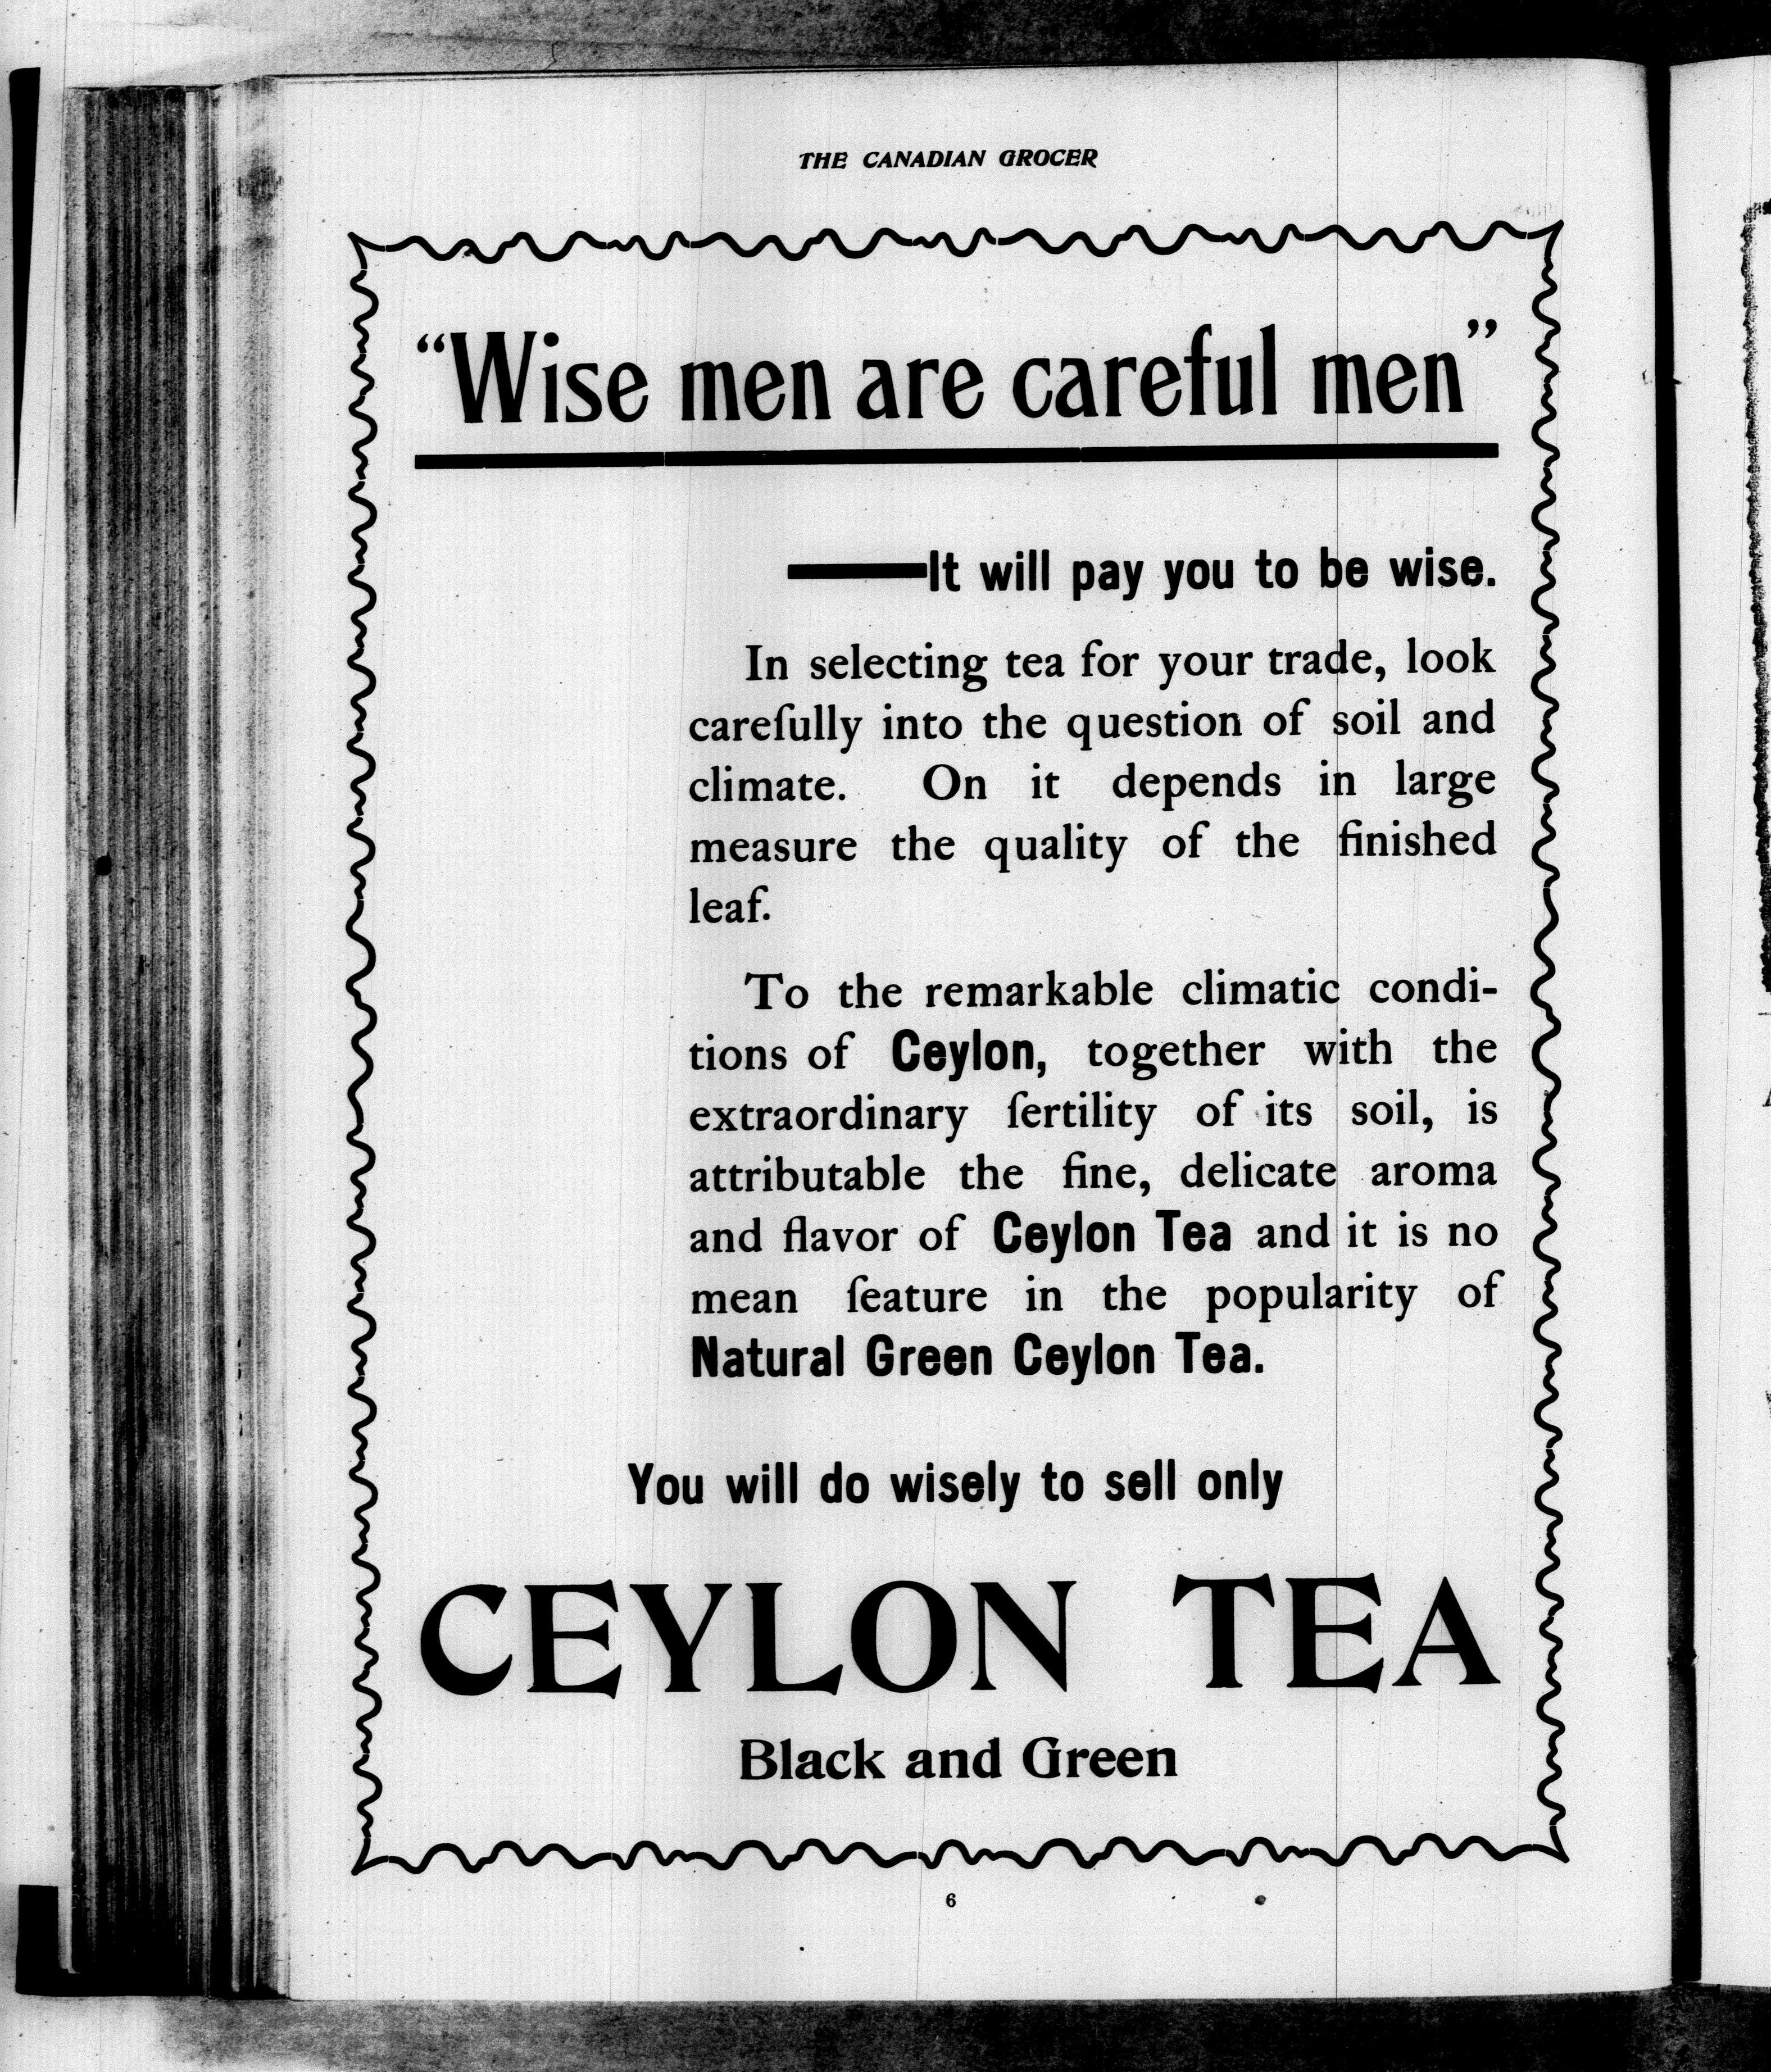 THE CANADIAN GROCER
“Wise men are careful men”
——It will pay you to be wise.
In selecting tea for your trade, look
carefully into the question of soil and
climate. On it depends in large
measure the quality of the finished
leaf.
To the remarkable climatic condi-
tions of Ceylon, together with the
extraordinary fertility of its soil, is
attributable the fine, delicate aroma
and flavor of Ceylon Tea and it is no
mean feature in the popularity of
Natural Green Ceylon Tea.
You will do wisely to sell only
CEYLON TEA
Black and Green
6